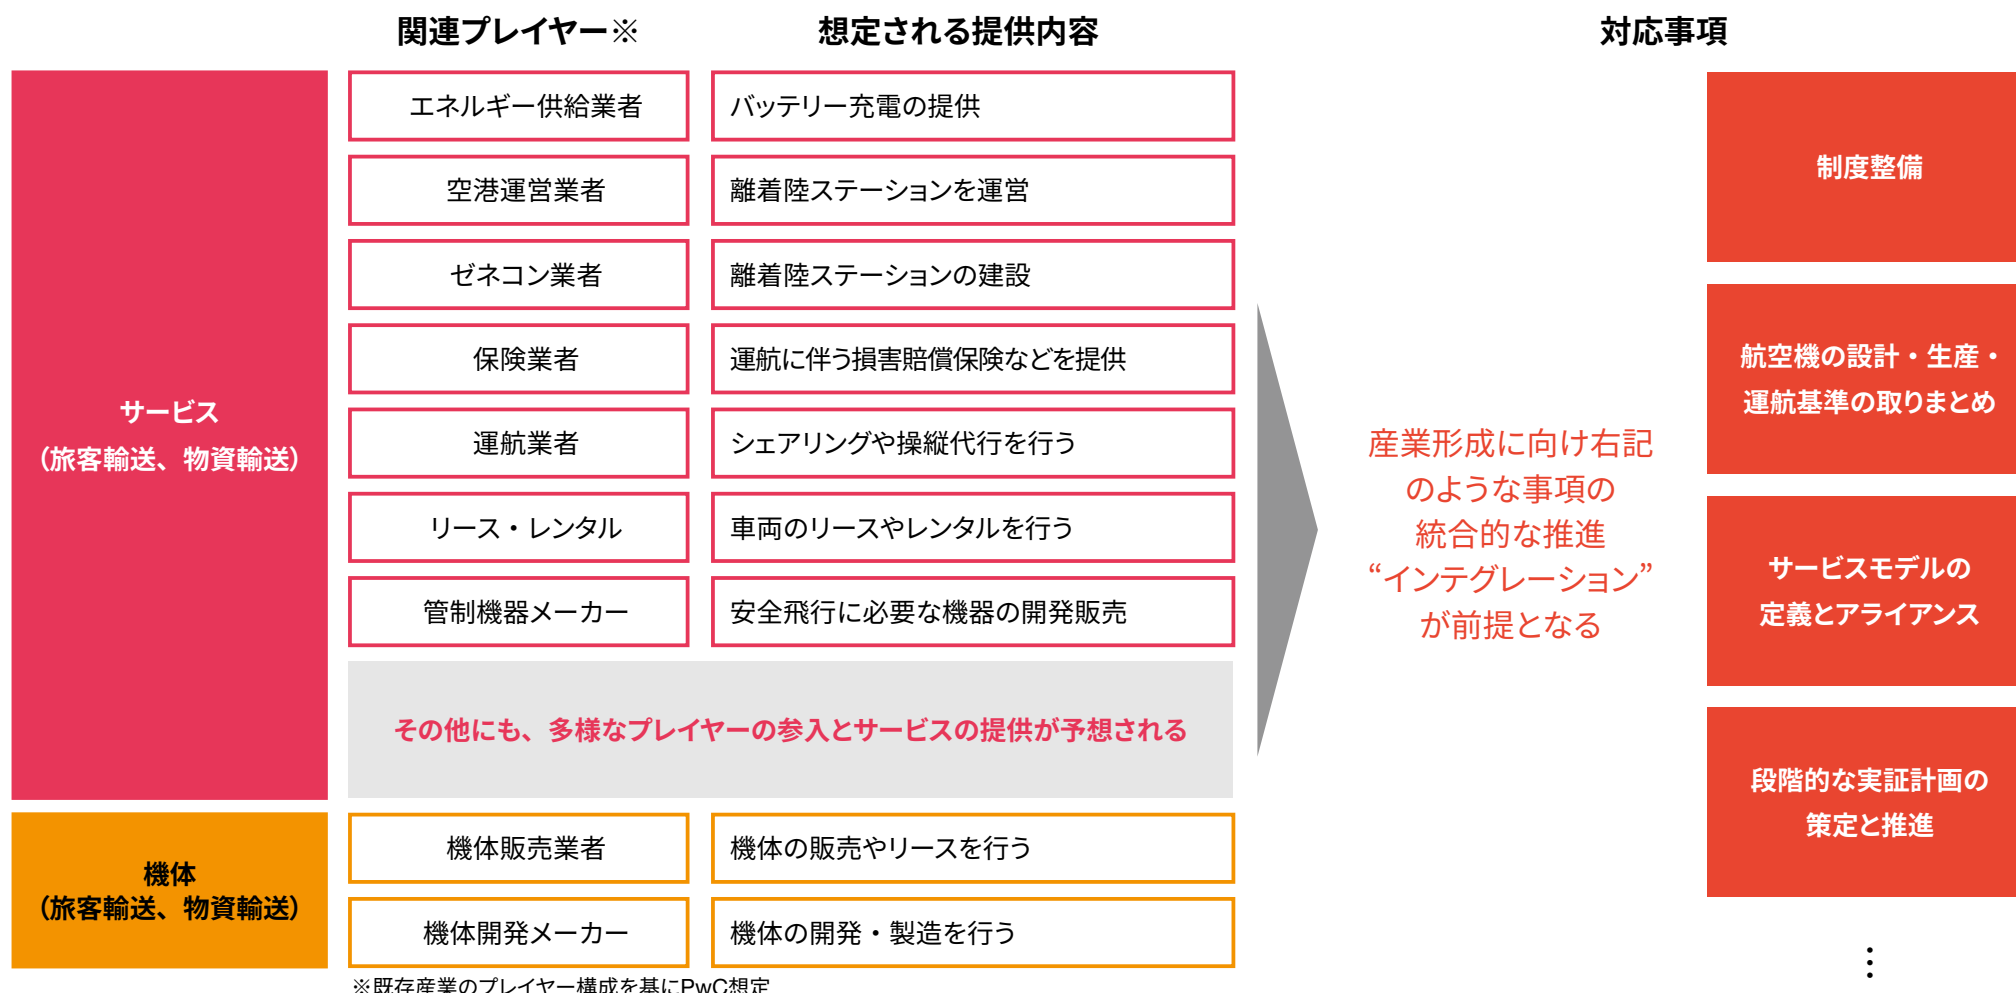 関連プレイヤー※ 想定される提供内容 対応事項
サービス
（旅客輸送、物資輸送）
エネルギー供給業者 バッテリー充電の提供
空港運営業者 離着陸ステーションを運営
ゼネコン業者 離着陸ステーションの建設
保険業者 運航に伴う損害賠償保険などを提供
運航業者 シェアリングや操縦代行を行う
リース・レンタル 車両のリースやレンタルを行う
管制機器メーカー 安全飛行に必要な機器の開発販売
その他にも、多様なプレイヤーの参入とサービスの提供が予想される
機体
（旅客輸送、物資輸送）
機体販売業者 機体の販売やリースを行う
機体開発メーカー 機体の開発・製造を行う
※既存産業のプレイヤー構成を基にPwC想定
産業形成に向け右記
のような事項の
統合的な推進
“インテグレーション”
が前提となる
制度整備
航空機の設計・生産・
運航基準の取りまとめ
サービスモデルの
定義とアライアンス
段階的な実証計画の
策定と推進
⋮